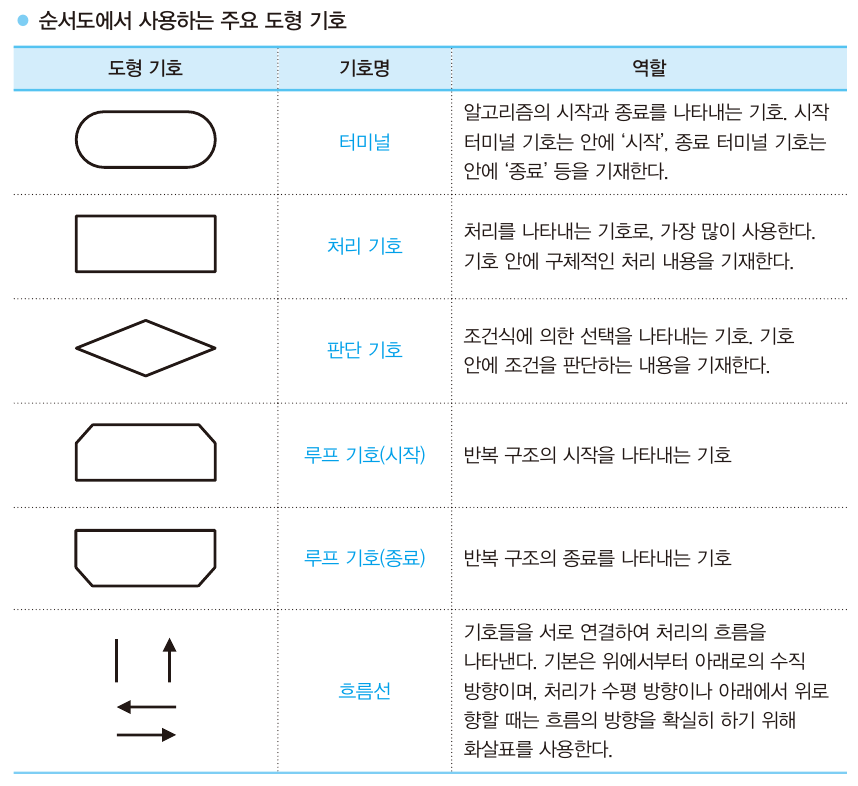 ● 순서도에서 사용하는 주요 도형 기호
도형 기호 기호명 역할
터미널
알고리즘의 시작과 종료를 나타내는 기호. 시작
터미널 기호는 안에 ‘시작’, 종료 터미널 기호는
안에 ‘종료’ 등을 기재한다.
처리 기호
처리를 나타내는 기호로, 가장 많이 사용한다.
기호 안에 구체적인 처리 내용을 기재한다.
판단 기호
조건식에 의한 선택을 나타내는 기호. 기호
안에 조건을 판단하는 내용을 기재한다.
루프 기호(시작) 반복 구조의 시작을 나타내는 기호
루프 기호(종료) 반복 구조의 종료를 나타내는 기호
흐름선
기호들을 서로 연결하여 처리의 흐름을
나타낸다. 기본은 위에서부터 아래로의 수직
방향이며, 처리가 수평 방향이나 아래에서 위로
향할 때는 흐름의 방향을 확실히 하기 위해
화살표를 사용한다.